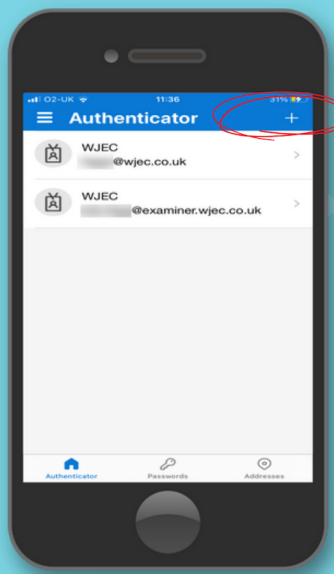 O2-UK 11:36 31%
Authenticator
WJEC
@wjec.co.uk
WJEC
@examiner.wjec.co.uk
Authenticator Passwords Addresses